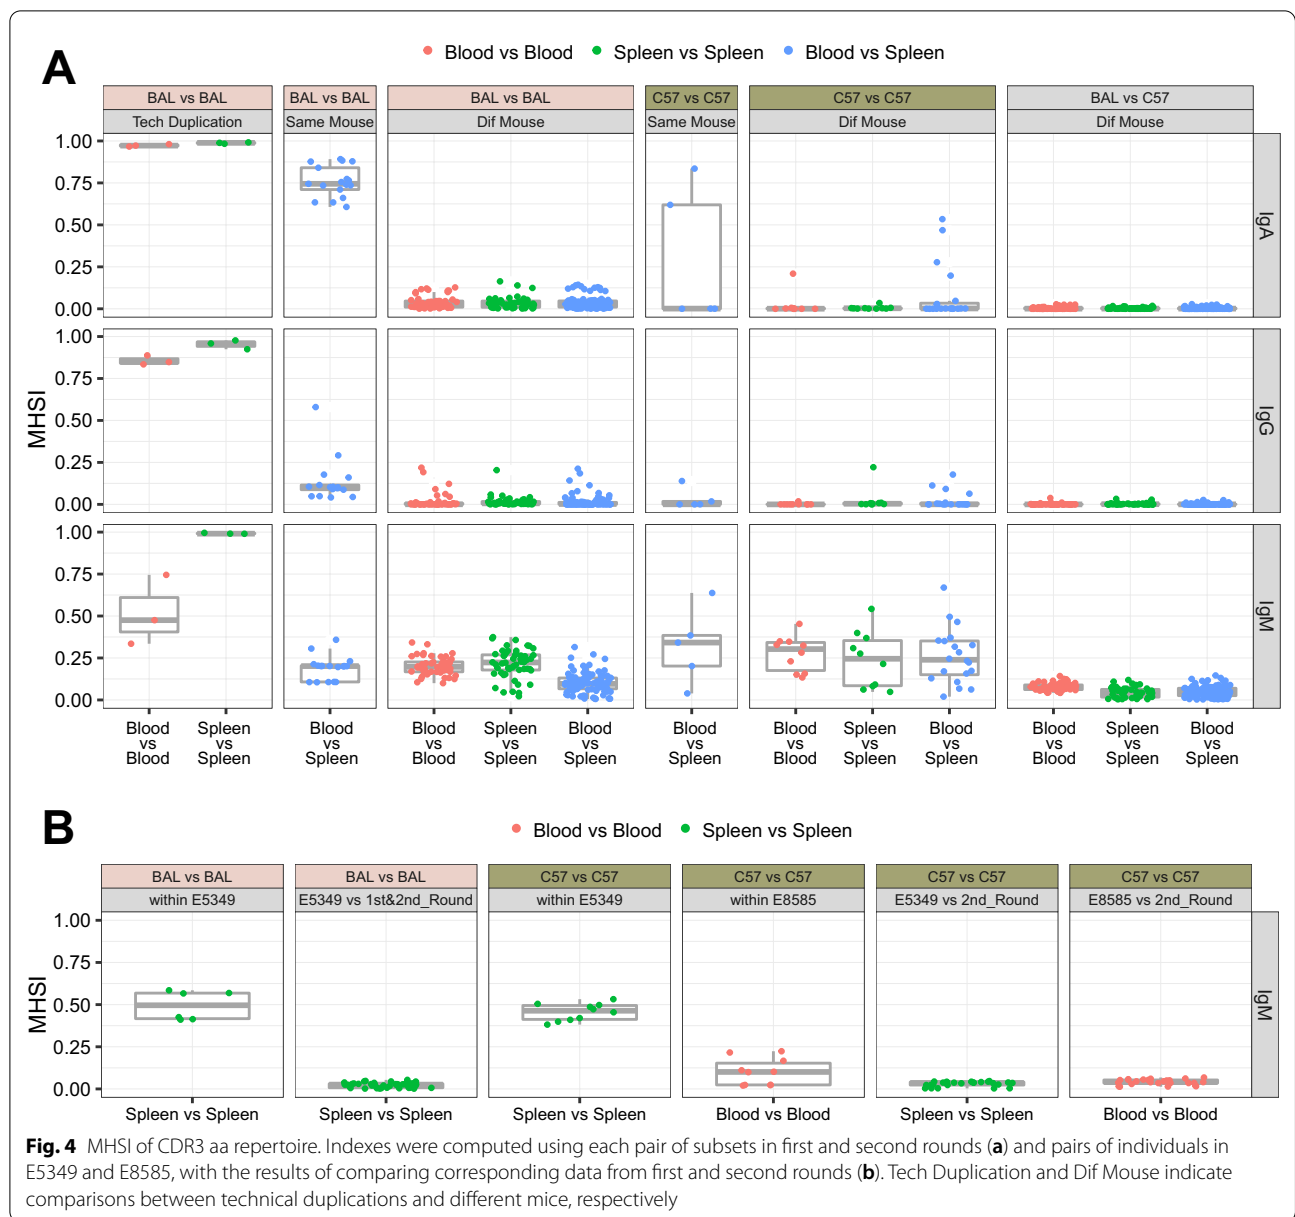 A
Blood vs Blood Spleen vs Spleen Blood vs Spleen
BAL vs BAL BAL vs BAL BAL vs BAL C57 vs C57 C57 vs C57 BAL vs C57
Tech Duplication Same Mouse Dif Mouse Same Mouse Dif Mouse Dif Mouse
1.00
0.75
0.50
0.25
0.00
IgA
1.00
0.75
0.50
0.25
0.00
IgG
MHSI
1.00
0.75
0.50
0.25
0.00
IgM
Blood Spleen Blood Blood Spleen Blood Blood Blood Spleen Blood Blood Spleen Blood
vs vs vs vs vs vs vs vs vs vs vs vs vs
Blood Spleen Spleen Blood Spleen Spleen Spleen Blood Spleen Spleen Blood Spleen Spleen
B
Blood vs Blood Spleen vs Spleen
BAL vs BAL BAL vs BAL C57 vs C57 C57 vs C57 C57 vs C57 C57 vs C57
within E5349 E5349 vs 1st&2nd_Round within E5349 within E8585 E5349 vs 2nd_Round E8585 vs 2nd_Round
1.00
0.75
0.50
0.25
0.00
MHSI
IgM
Spleen vs Spleen Spleen vs Spleen Spleen vs Spleen Blood vs Blood Spleen vs Spleen Blood vs Blood
Fig. 4 MHSI of CDR3 aa repertoire. Indexes were computed using each pair of subsets in first and second rounds (a) and pairs of individuals in
E5349 and E8585, with the results of comparing corresponding data from first and second rounds (b). Tech Duplication and Dif Mouse indicate
comparisons between technical duplications and different mice, respectively